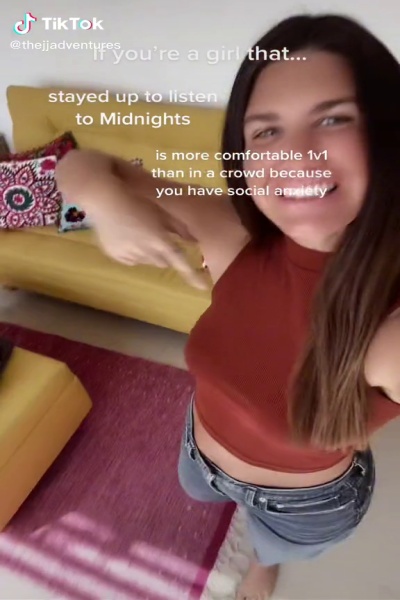 TikTok
@thejjadventures
If you're a girl that...
stayed up to listen
to Midnights
is more comfortable 1v1
than in a crowd because
you have social anxiety